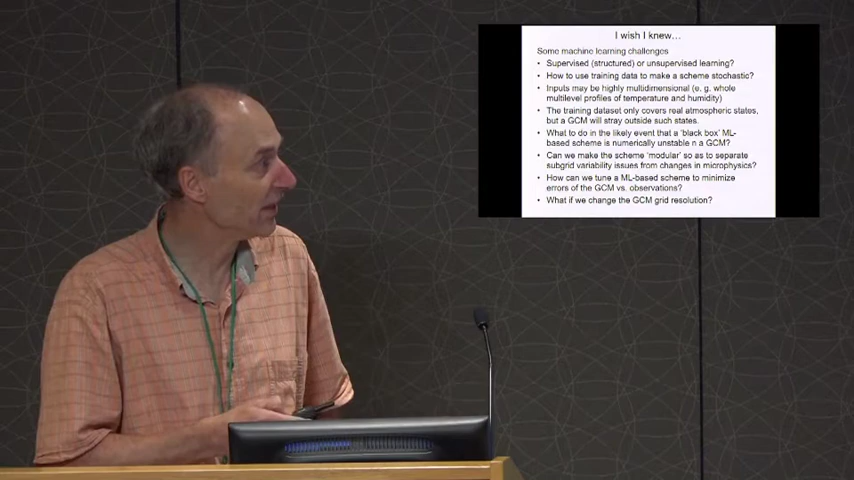 I wish I knew…
Some machine learning challenges
• Supervised (structured) or unsupervised learning?
• How to use training data to make a scheme stochastic?
• Inputs may be highly multidimensional (e. g. whole
multilevel profiles of temperature and humidity)
• The training dataset only covers real atmospheric states,
but a GCM will stray outside such states.
• What to do in the likely event that a 'black box' ML-
based scheme is numerically unstable n a GCM?
• Can we make the scheme 'modular' so as to separate
subgrid variability issues from changes in microphysics?
• How can we tune a ML-based scheme to minimize
errors of the GCM vs. observations?
• What if we change the GCM grid resolution?